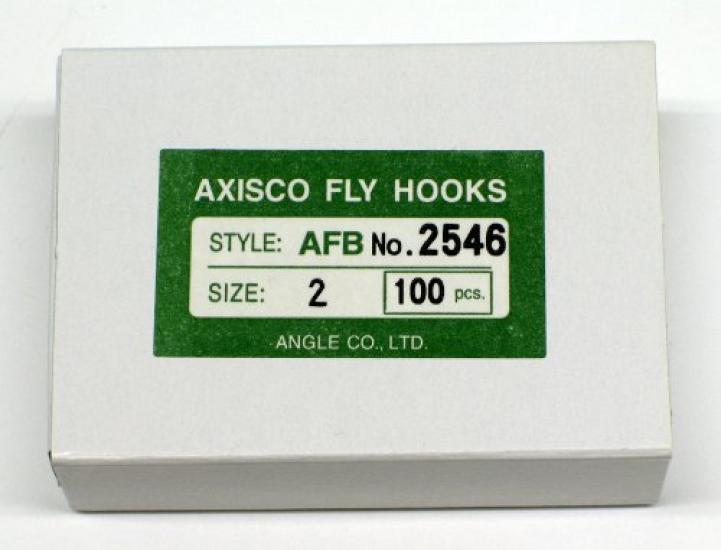 AXISCO FLY HOOKS
STYLE: AFB No. 2546
SIZE: 2 100 pcs.
ANGLE CO., LTD.